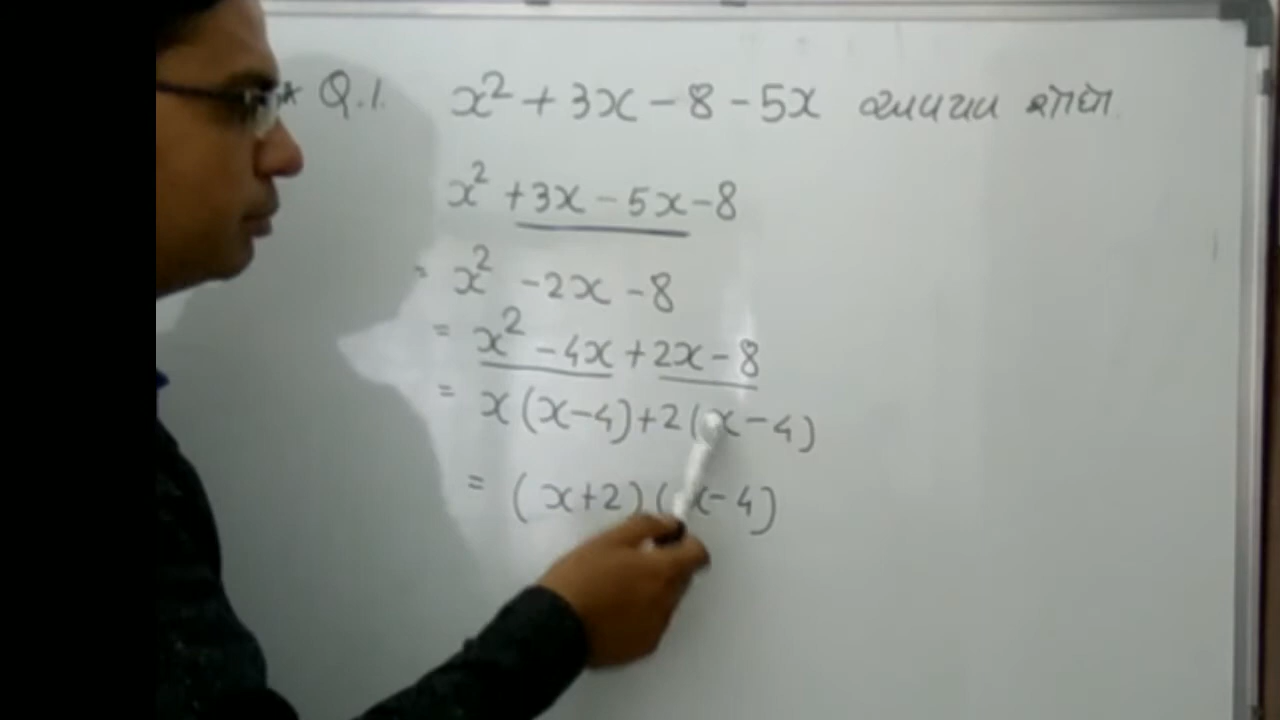 * Q.1. x² + 3x - 8 - 5x
x² + 3x - 5x - 8
= x² - 2x - 8
= x² - 4x + 2x - 8
= x(x-4)+2(x-4)
= (x+2)(x-4)